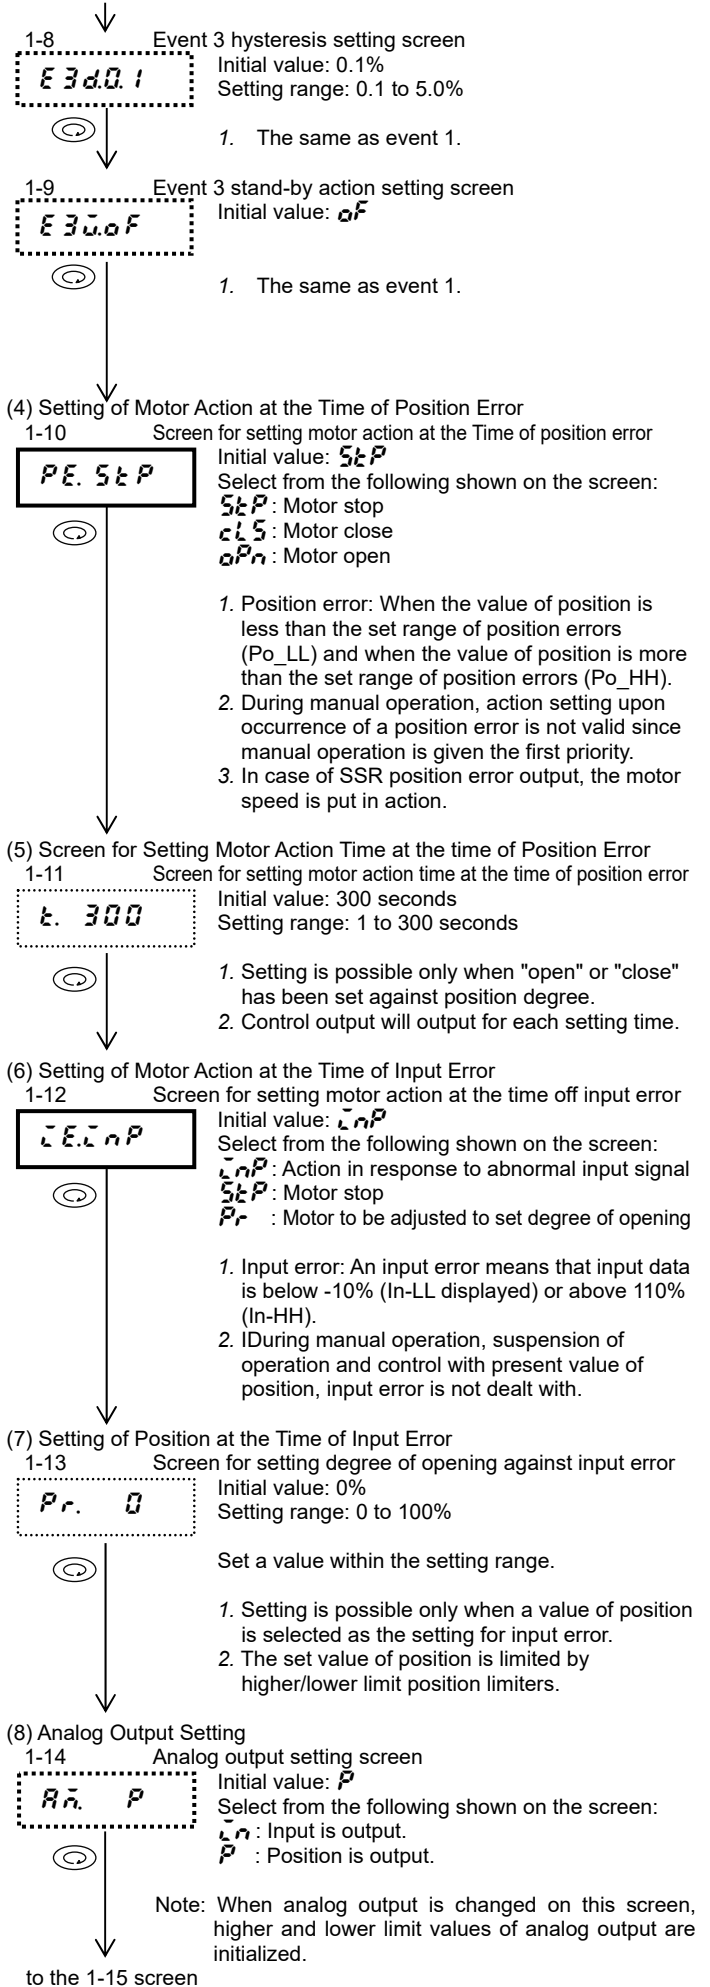 1-8 Event 3 hysteresis setting screen
E3d.0.1
Initial value: 0.1%
Setting range: 0.1 to 5.0%
1. The same as event 1.
1-9 Event 3 stand-by action setting screen
Initial value: oF
1. The same as event 1.
(4) Setting of Motor Action at the Time of Position Error
1-10 Screen for setting motor action at the Time of position error
PE. StP
Initial value: StP
Select from the following shown on the screen:
StP : Motor stop
cLS : Motor close
oPn : Motor open
1. Position error: When the value of position is
less than the set range of position errors
(Po_LL) and when the value of position is more
than the set range of position errors (Po_HH).
2. During manual operation, action setting upon
occurrence of a position error is not valid since
manual operation is given the first priority.
3. In case of SSR position error output, the motor
speed is put in action.
(5) Screen for Setting Motor Action Time at the time of Position Error
1-11 Screen for setting motor action time at the time of position error
t. 300
Initial value: 300 seconds
Setting range: 1 to 300 seconds
1. Setting is possible only when "open" or "close"
has been set against position degree.
2. Control output will output for each setting time.
(6) Setting of Motor Action at the Time of Input Error
1-12 Screen for setting motor action at the time off input error
iE.inP
Initial value: inP
Select from the following shown on the screen:
inP : Action in response to abnormal input signal
StP : Motor stop
Pr : Motor to be adjusted to set degree of opening
1. Input error: An input error means that input data
is below -10% (In-LL displayed) or above 110%
(In-HH).
2. IDuring manual operation, suspension of
operation and control with present value of
position, input error is not dealt with.
(7) Setting of Position at the Time of Input Error
1-13 Screen for setting degree of opening against input error
Pr. 0
Initial value: 0%
Setting range: 0 to 100%
Set a value within the setting range.
1. Setting is possible only when a value of position
is selected as the setting for input error.
2. The set value of position is limited by
higher/lower limit position limiters.
(8) Analog Output Setting
1-14 Analog output setting screen
Initial value: P
Select from the following shown on the screen:
in : Input is output.
P : Position is output.
Note: When analog output is changed on this screen,
higher and lower limit values of analog output are
initialized.
to the 1-15 screen